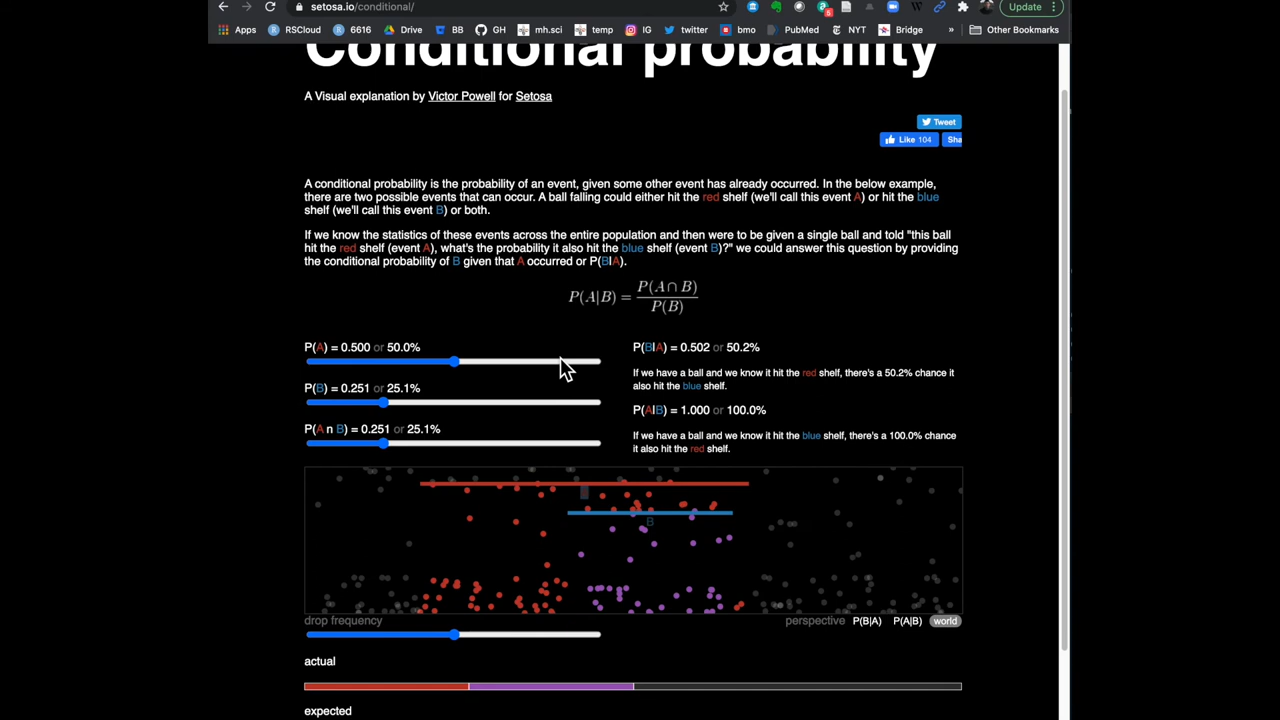 setosa.io/conditional/
Update
Apps RSCloud 6616 Drive BB GH mh.sci temp IG twitter bmo PubMed NYT Bridge » Other Bookmarks
Conditional probability
A Visual explanation by Victor Powell for Setosa
Tweet
Like 104 Sha
A conditional probability is the probability of an event, given some other event has already occurred. In the below example,
there are two possible events that can occur. A ball falling could either hit the red shelf (we'll call this event A) or hit the blue
shelf (we'll call this event B) or both.
If we know the statistics of these events across the entire population and then were to be given a single ball and told "this ball
hit the red shelf (event A), what's the probability it also hit the blue shelf (event B)?" we could answer this question by providing
the conditional probability of B given that A occurred or P(B|A).
P(A|B) = P(A ∩ B) / P(B)
P(A) = 0.500 or 50.0%
P(B) = 0.251 or 25.1%
P(A n B) = 0.251 or 25.1%
P(B|A) = 0.502 or 50.2%
If we have a ball and we know it hit the red shelf, there's a 50.2% chance it
also hit the blue shelf.
P(A|B) = 1.000 or 100.0%
If we have a ball and we know it hit the blue shelf, there's a 100.0% chance
it also hit the red shelf.
B
drop frequency
perspective P(B|A) P(A|B) world
actual
expected